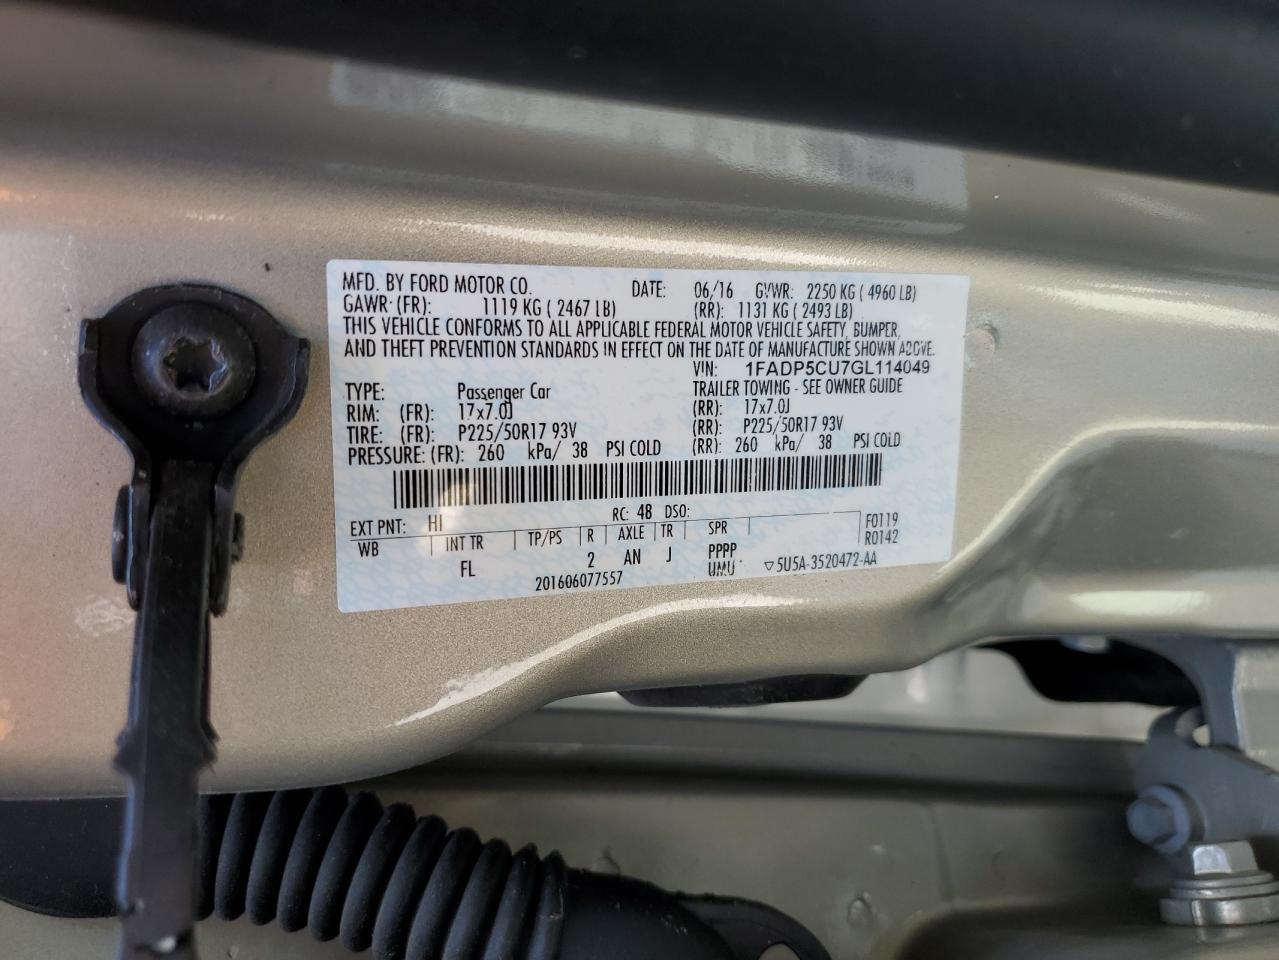 MFD. BY FORD MOTOR CO. DATE: 06/16 GVWR: 2250 KG ( 4960 LB)
GAWR (FR): 1119 KG ( 2467 LB) (RR): 1131 KG ( 2493 LB)
THIS VEHICLE CONFORMS TO ALL APPLICABLE FEDERAL MOTOR VEHICLE SAFETY, BUMPER,
AND THEFT PREVENTION STANDARDS IN EFFECT ON THE DATE OF MANUFACTURE SHOWN ABOVE.
VIN: 1FADP5CU7GL114049
TYPE: Passenger Car TRAILER TOWING - SEE OWNER GUIDE
RIM: (FR): 17x7.0J (RR): 17x7.0J
TIRE: (FR): P225/50R17 93V (RR): P225/50R17 93V
PRESSURE: (FR): 260 kPa/ 38 PSI COLD (RR): 260 kPa/ 38 PSI COLD
EXT PNT: HI RC: 48 DSO: F0119
WB INT TR TP/PS R AXLE TR SPR R0142
FL 2 AN J PPPP
UMU ▽5U5A-3520472-AA
201606077557